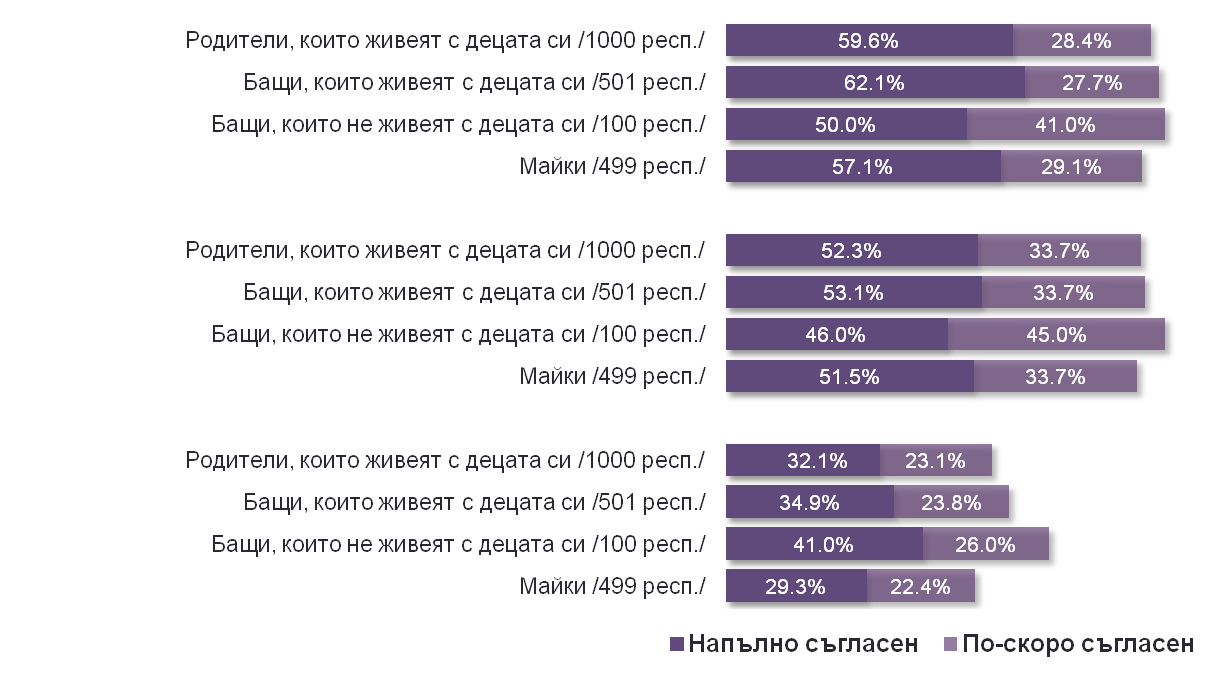 Родители, които живеят с децата си /1000 респ./ 59.6% 28.4%
Бащи, които живеят с децата си /501 респ./ 62.1% 27.7%
Бащи, които не живеят с децата си /100 респ./ 50.0% 41.0%
Майки /499 респ./ 57.1% 29.1%
Родители, които живеят с децата си /1000 респ./ 52.3% 33.7%
Бащи, които живеят с децата си /501 респ./ 53.1% 33.7%
Бащи, които не живеят с децата си /100 респ./ 46.0% 45.0%
Майки /499 респ./ 51.5% 33.7%
Родители, които живеят с децата си /1000 респ./ 32.1% 23.1%
Бащи, които живеят с децата си /501 респ./ 34.9% 23.8%
Бащи, които не живеят с децата си /100 респ./ 41.0% 26.0%
Майки /499 респ./ 29.3% 22.4%
Напълно съгласен По-скоро съгласен